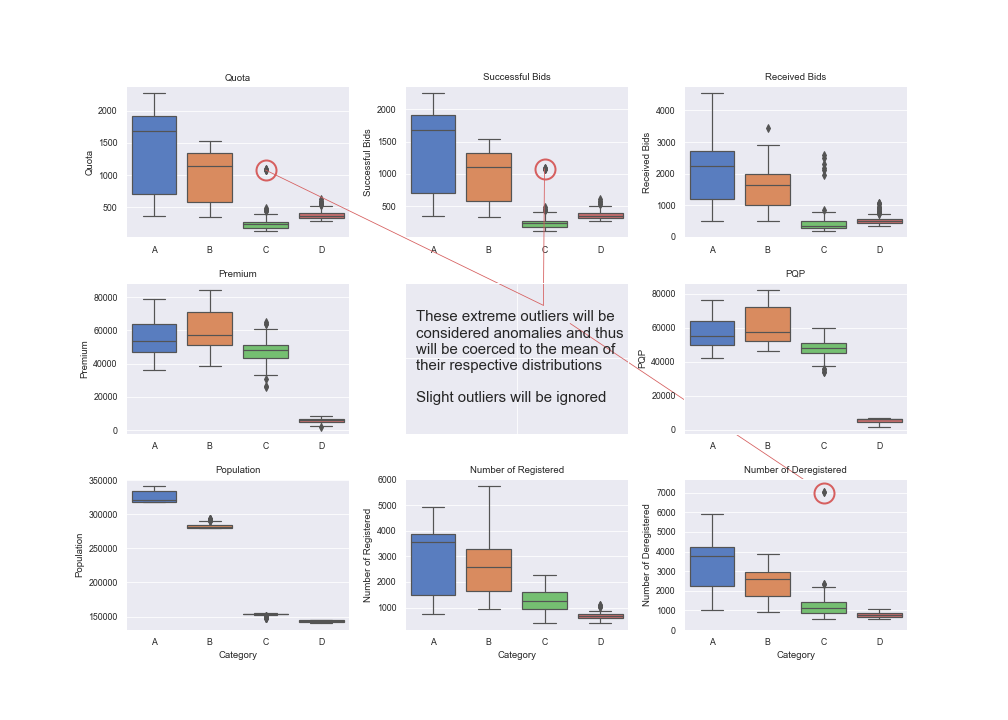 Quota
Quota
2000
1500
1000
500
A B C D
Successful Bids
Successful Bids
2000
1500
1000
500
A B C D
Received Bids
Received Bids
4000
3000
2000
1000
0
A B C D
Premium
Premium
80000
60000
40000
20000
0
A B C D
These extreme outliers will be
considered anomalies and thus
will be coerced to the mean of
their respective distributions
Slight outliers will be ignored
PQP
PQP
80000
60000
40000
20000
0
A B C D
Population
Population
350000
300000
250000
200000
150000
A B C D
Category
Number of Registered
Number of Registered
6000
5000
4000
3000
2000
1000
A B C D
Number of Deregistered
Number of Deregistered
7000
6000
5000
4000
3000
2000
1000
0
A B C D
Category